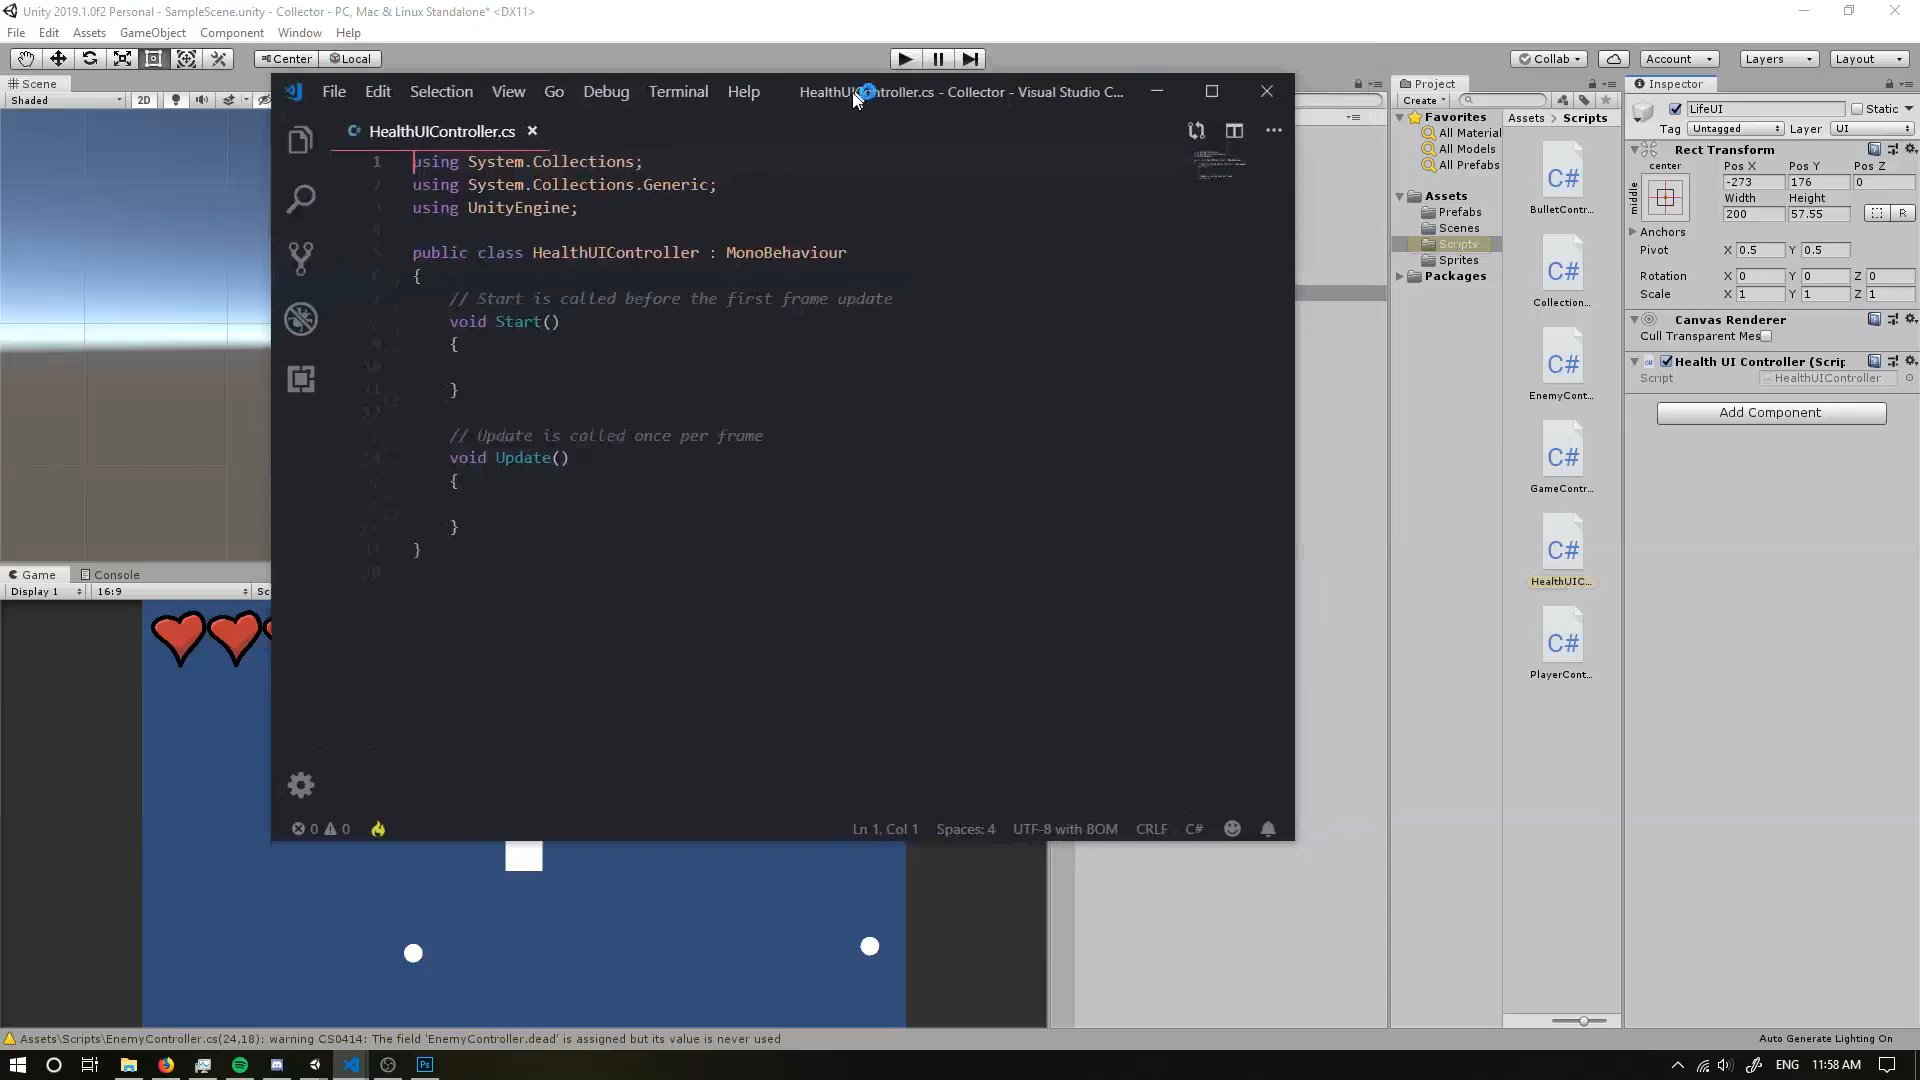 Unity 2019.1.0f2 Personal - SampleScene.unity - Collector - PC, Mac & Linux Standalone* <DX11>
File Edit Assets GameObject Component Window Help
Center Local
Collab Account Layers Layout
Scene
Shaded 2D
File Edit Selection View Go Debug Terminal Help
- Collector - Visual Studio C...
HealthUIController.cs
1 using System.Collections;
using System.Collections.Generic;
using UnityEngine;
public class HealthUIController : MonoBehaviour
{
// Start is called before the first frame update
void Start()
{
}
// Update is called once per frame
void Update()
{
}
}
0 0
Ln 1, Col 1 Spaces: 4 UTF-8 with BOM CRLF C#
Game Console
Display 1 16:9 Sc
Project
Create
Favorites
All Material
All Models
All Prefabs
Assets
Prefabs
Scenes
Scripts
Sprites
Packages
Assets Scripts
C#
BulletContr...
C#
Collection...
C#
EnemyCont...
C#
GameContr...
C#
HealthUIC...
C#
PlayerCont...
Inspector
LifeUI Static
Tag Untagged Layer UI
Rect Transform
center Pos X Pos Y Pos Z
middle -273 176 0
Width Height
200 57.55 R
Anchors
Pivot X 0.5 Y 0.5
Rotation X 0 Y 0 Z 0
Scale X 1 Y 1 Z 1
Canvas Renderer
Cull Transparent Mes
Health UI Controller (Scrip
Script HealthUIController
Add Component
Assets\Scripts\EnemyController.cs(24,18): warning CS0414: The field 'EnemyController.dead' is assigned but its value is never used
Auto Generate Lighting On
Ps
ENG 11:58 AM